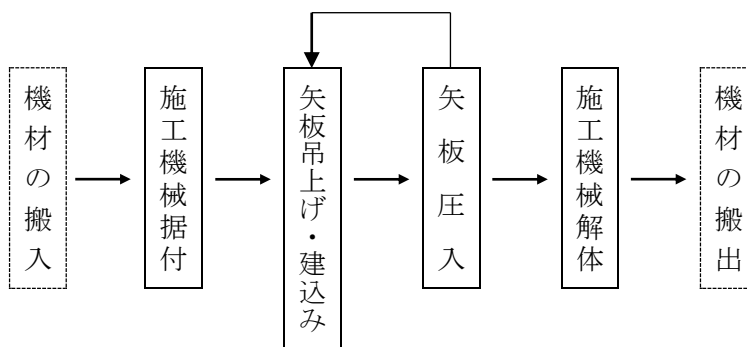 機材の搬入
施工機械据付
矢板吊上げ・建込み
矢板圧入
施工機械解体
機材の搬出